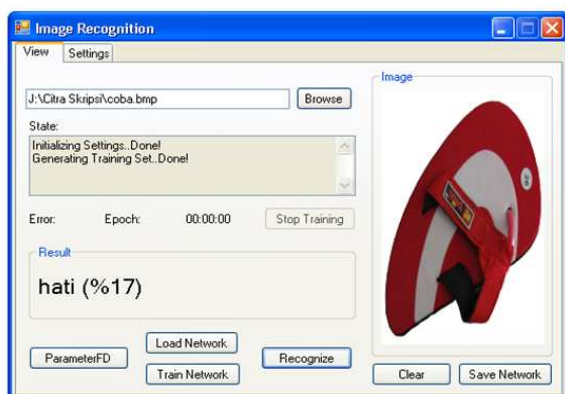 Image Recognition
View
Settings
J:\Citra Skripsi\coba.bmp
Browse
State:
Initializing Settings..Done!
Generating Training Set..Done!
Error:
Epoch:
00:00:00
Stop Training
Result
hati (%17)
ParameterFD
Load Network
Train Network
Recognize
Image
Clear
Save Network